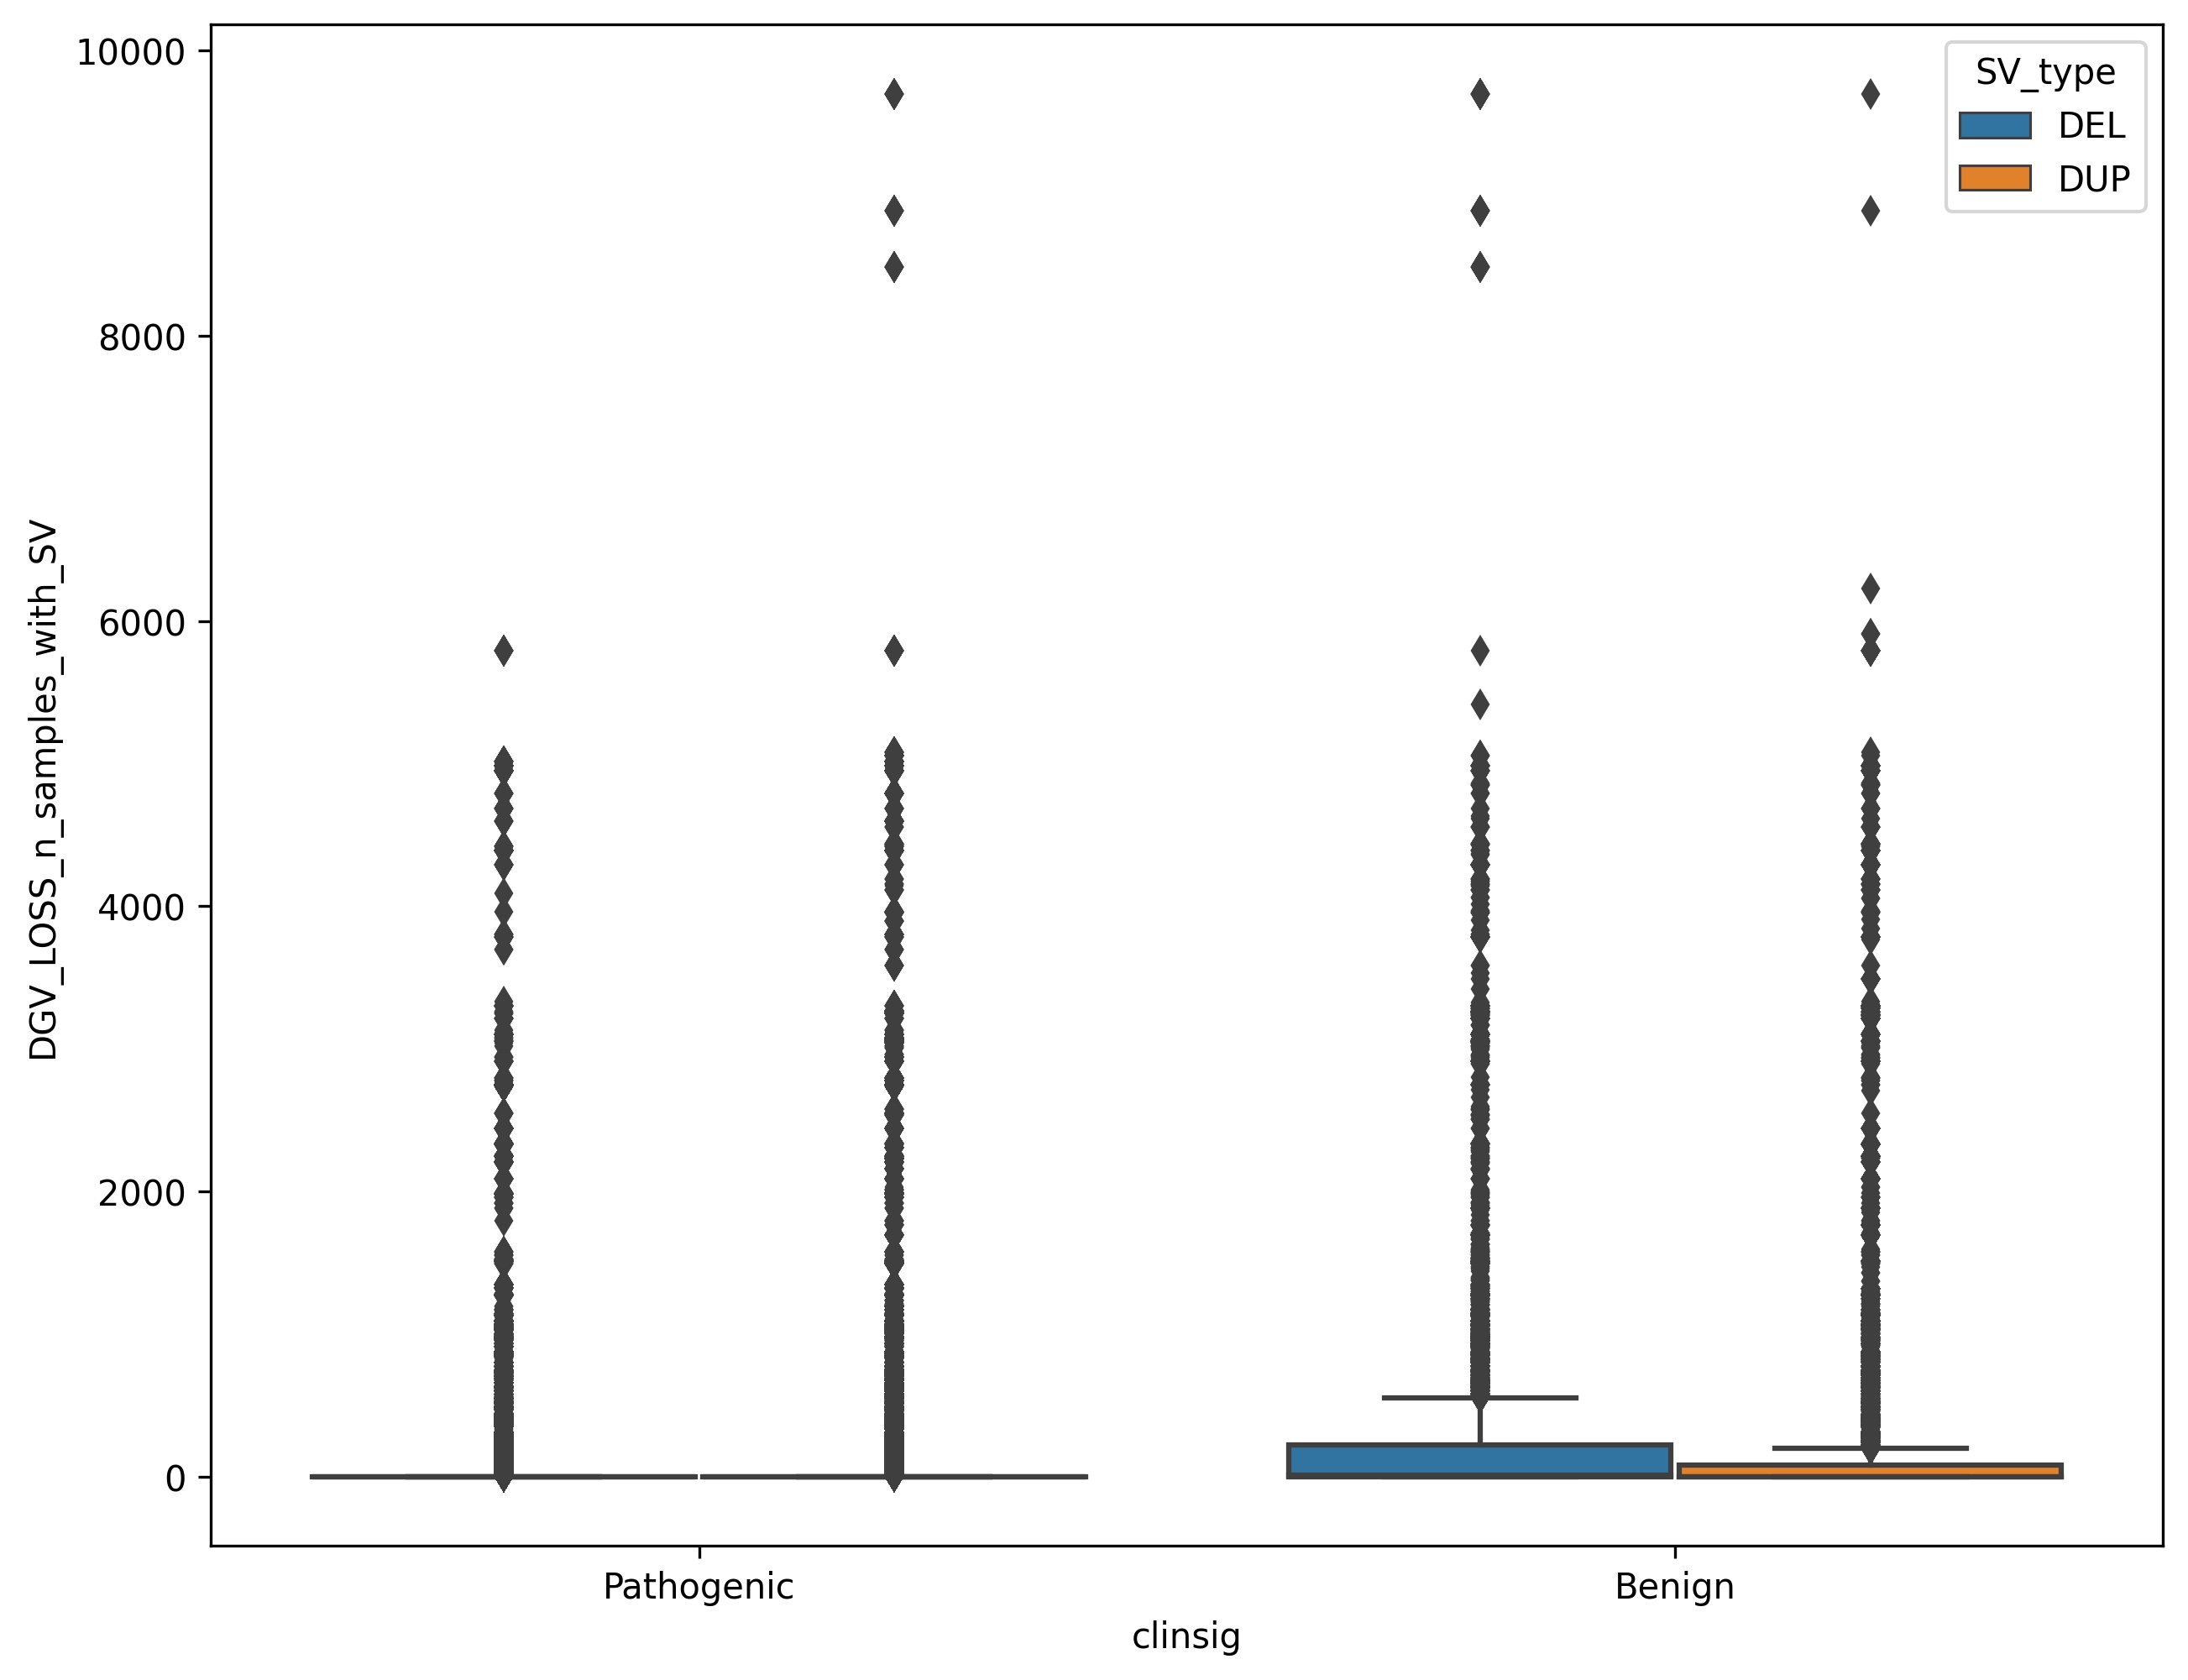 10000
8000
6000
4000
2000
0
DGV_LOSS_n_samples_with_SV
SV_type
DEL
DUP
Pathogenic
Benign
clinsig